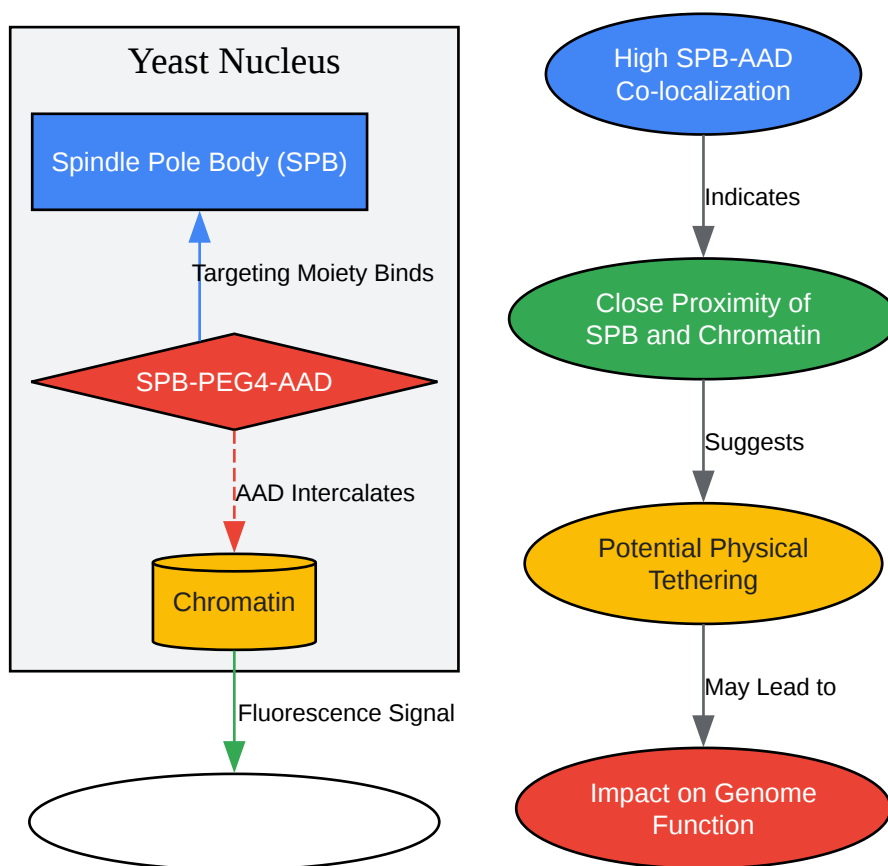 Yeast Nucleus
Spindle Pole Body (SPB)
Targeting Moiety Binds
SPB-PEG4-AAD
AAD Intercalates
Chromatin
Fluorescence Signal
High SPB-AAD
Co-localization
Indicates
Close Proximity of
SPB and Chromatin
Suggests
Potential Physical
Tethering
May Lead to
Impact on Genome
Function